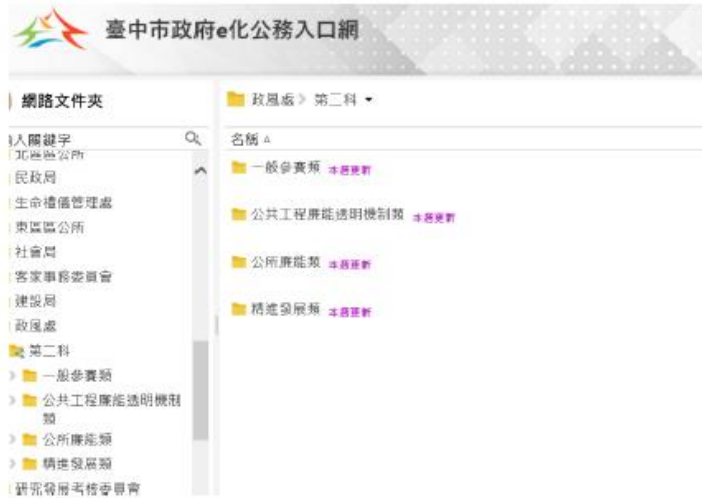 臺中市政府e化公務入口網
網路文件夾
入關鍵字
北區區公所
民政局
生命禮儀管理處
東區區公所
社會局
客家事務委員會
建設局
政風處
第二科
一般參賽類
公共工程廉能透明機制
類
公所廉能類
精進發展類
研究發展考核委員會
政風處 > 第二科
名稱
一般參賽類 本週更新
公共工程廉能透明機制類 本週更新
公所廉能類 本週更新
精進發展類 本週更新